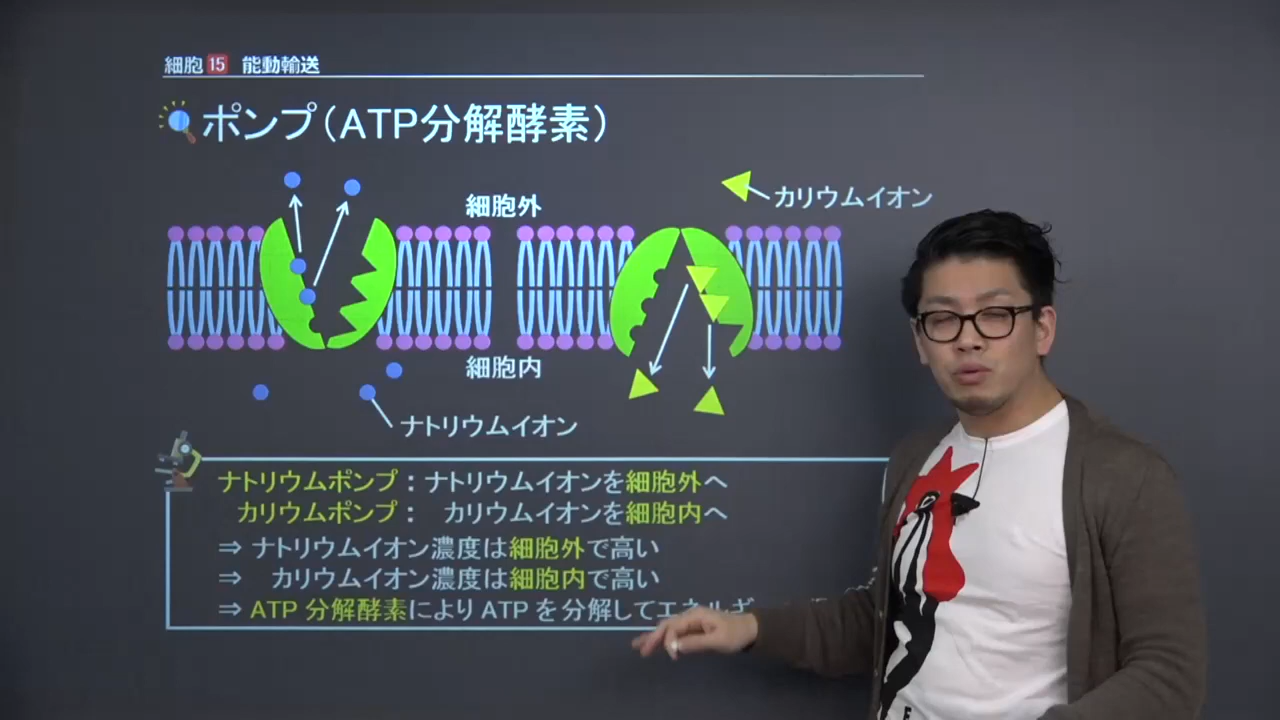 細胞 15 能動輸送
ポンプ(ATP分解酵素)
カリウムイオン
細胞外
細胞内
ナトリウムイオン
ナトリウムポンプ：ナトリウムイオンを細胞外へ
カリウムポンプ： カリウムイオンを細胞内へ
⇒ ナトリウムイオン濃度は細胞外で高い
⇒ カリウムイオン濃度は細胞内で高い
⇒ ATP 分解酵素により ATP を分解してエネルギ